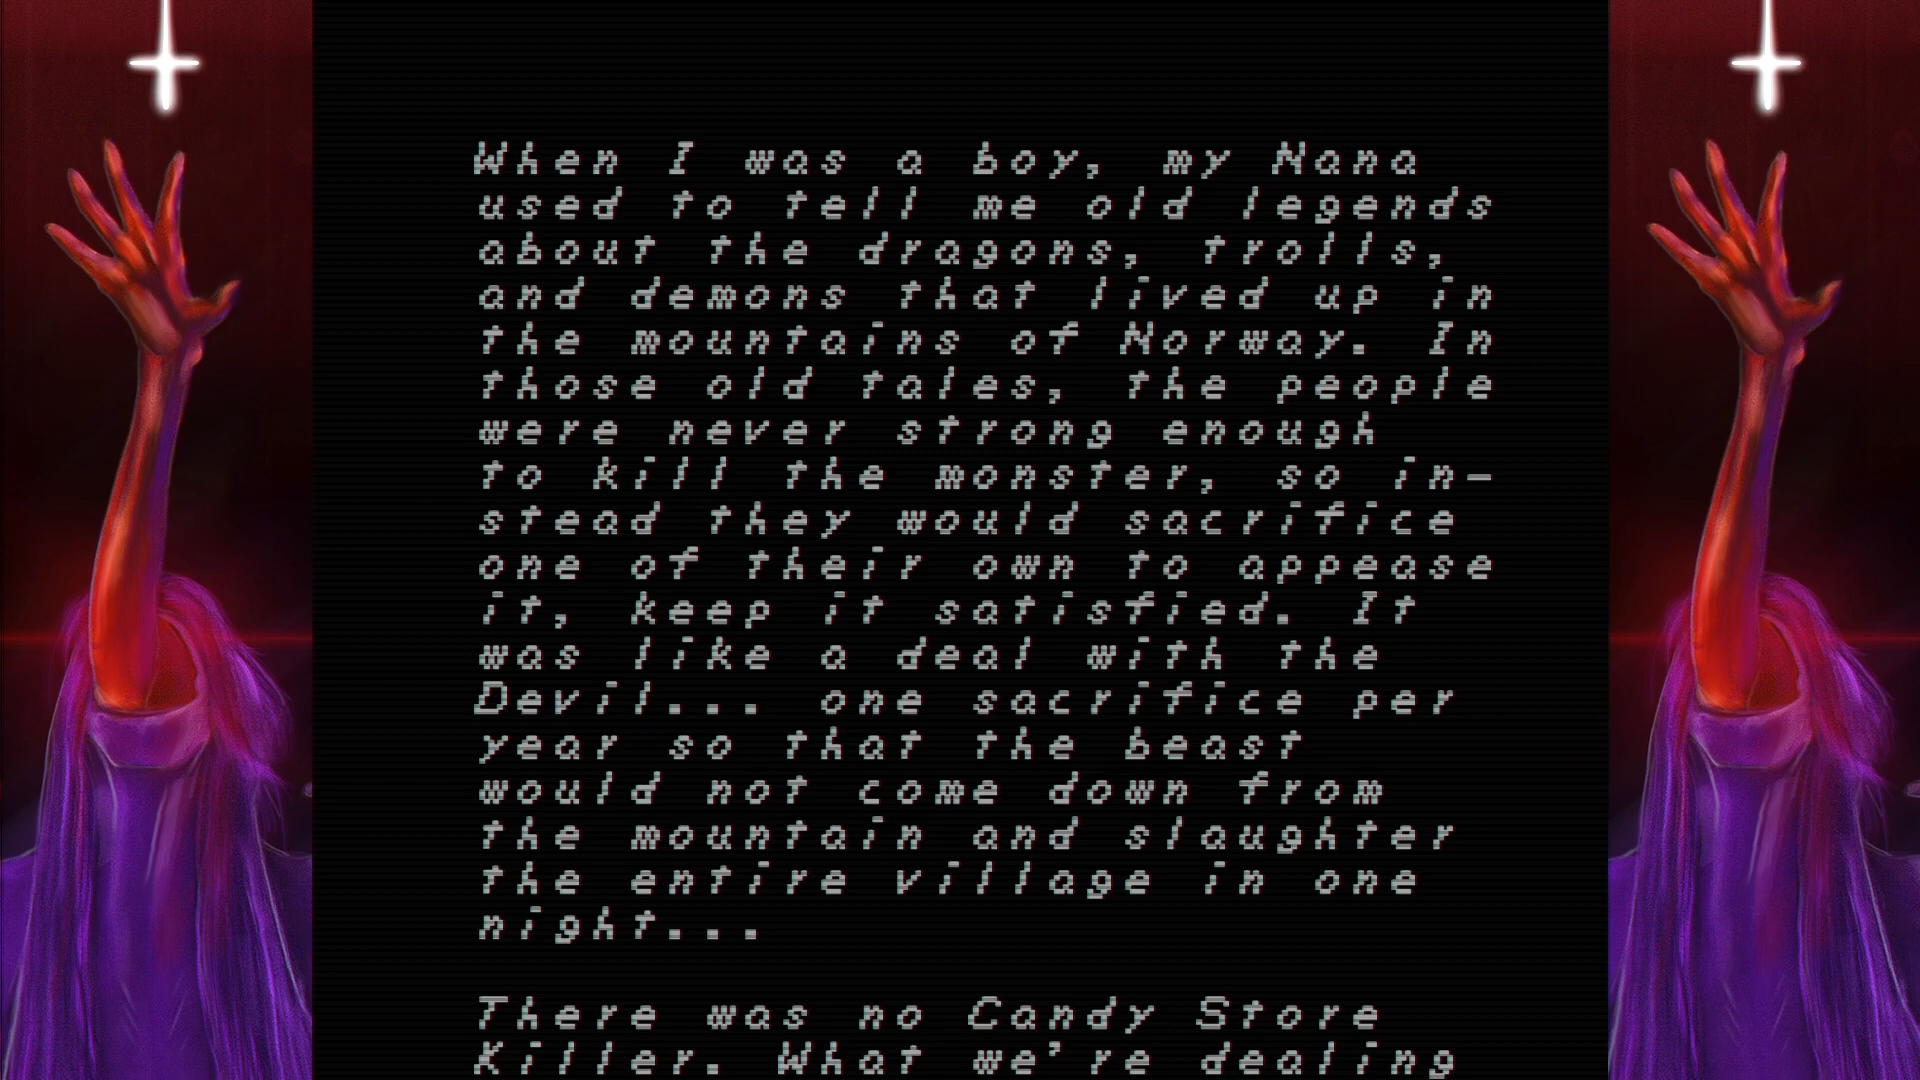 When I was a boy, my Nana
used to tell me old legends
about the dragons, trolls,
and demons that lived up in
the mountains of Norway. In
those old tales, the people
were never strong enough
to kill the monster, so in-
stead they would sacrifice
one of their own to appease
it, keep it satisfied. It
was like a deal with the
Devil... one sacrifice per
year so that the beast
would not come down from
the mountain and slaughter
the entire village in one
night...
There was no Candy Store
Killer. What we're dealing